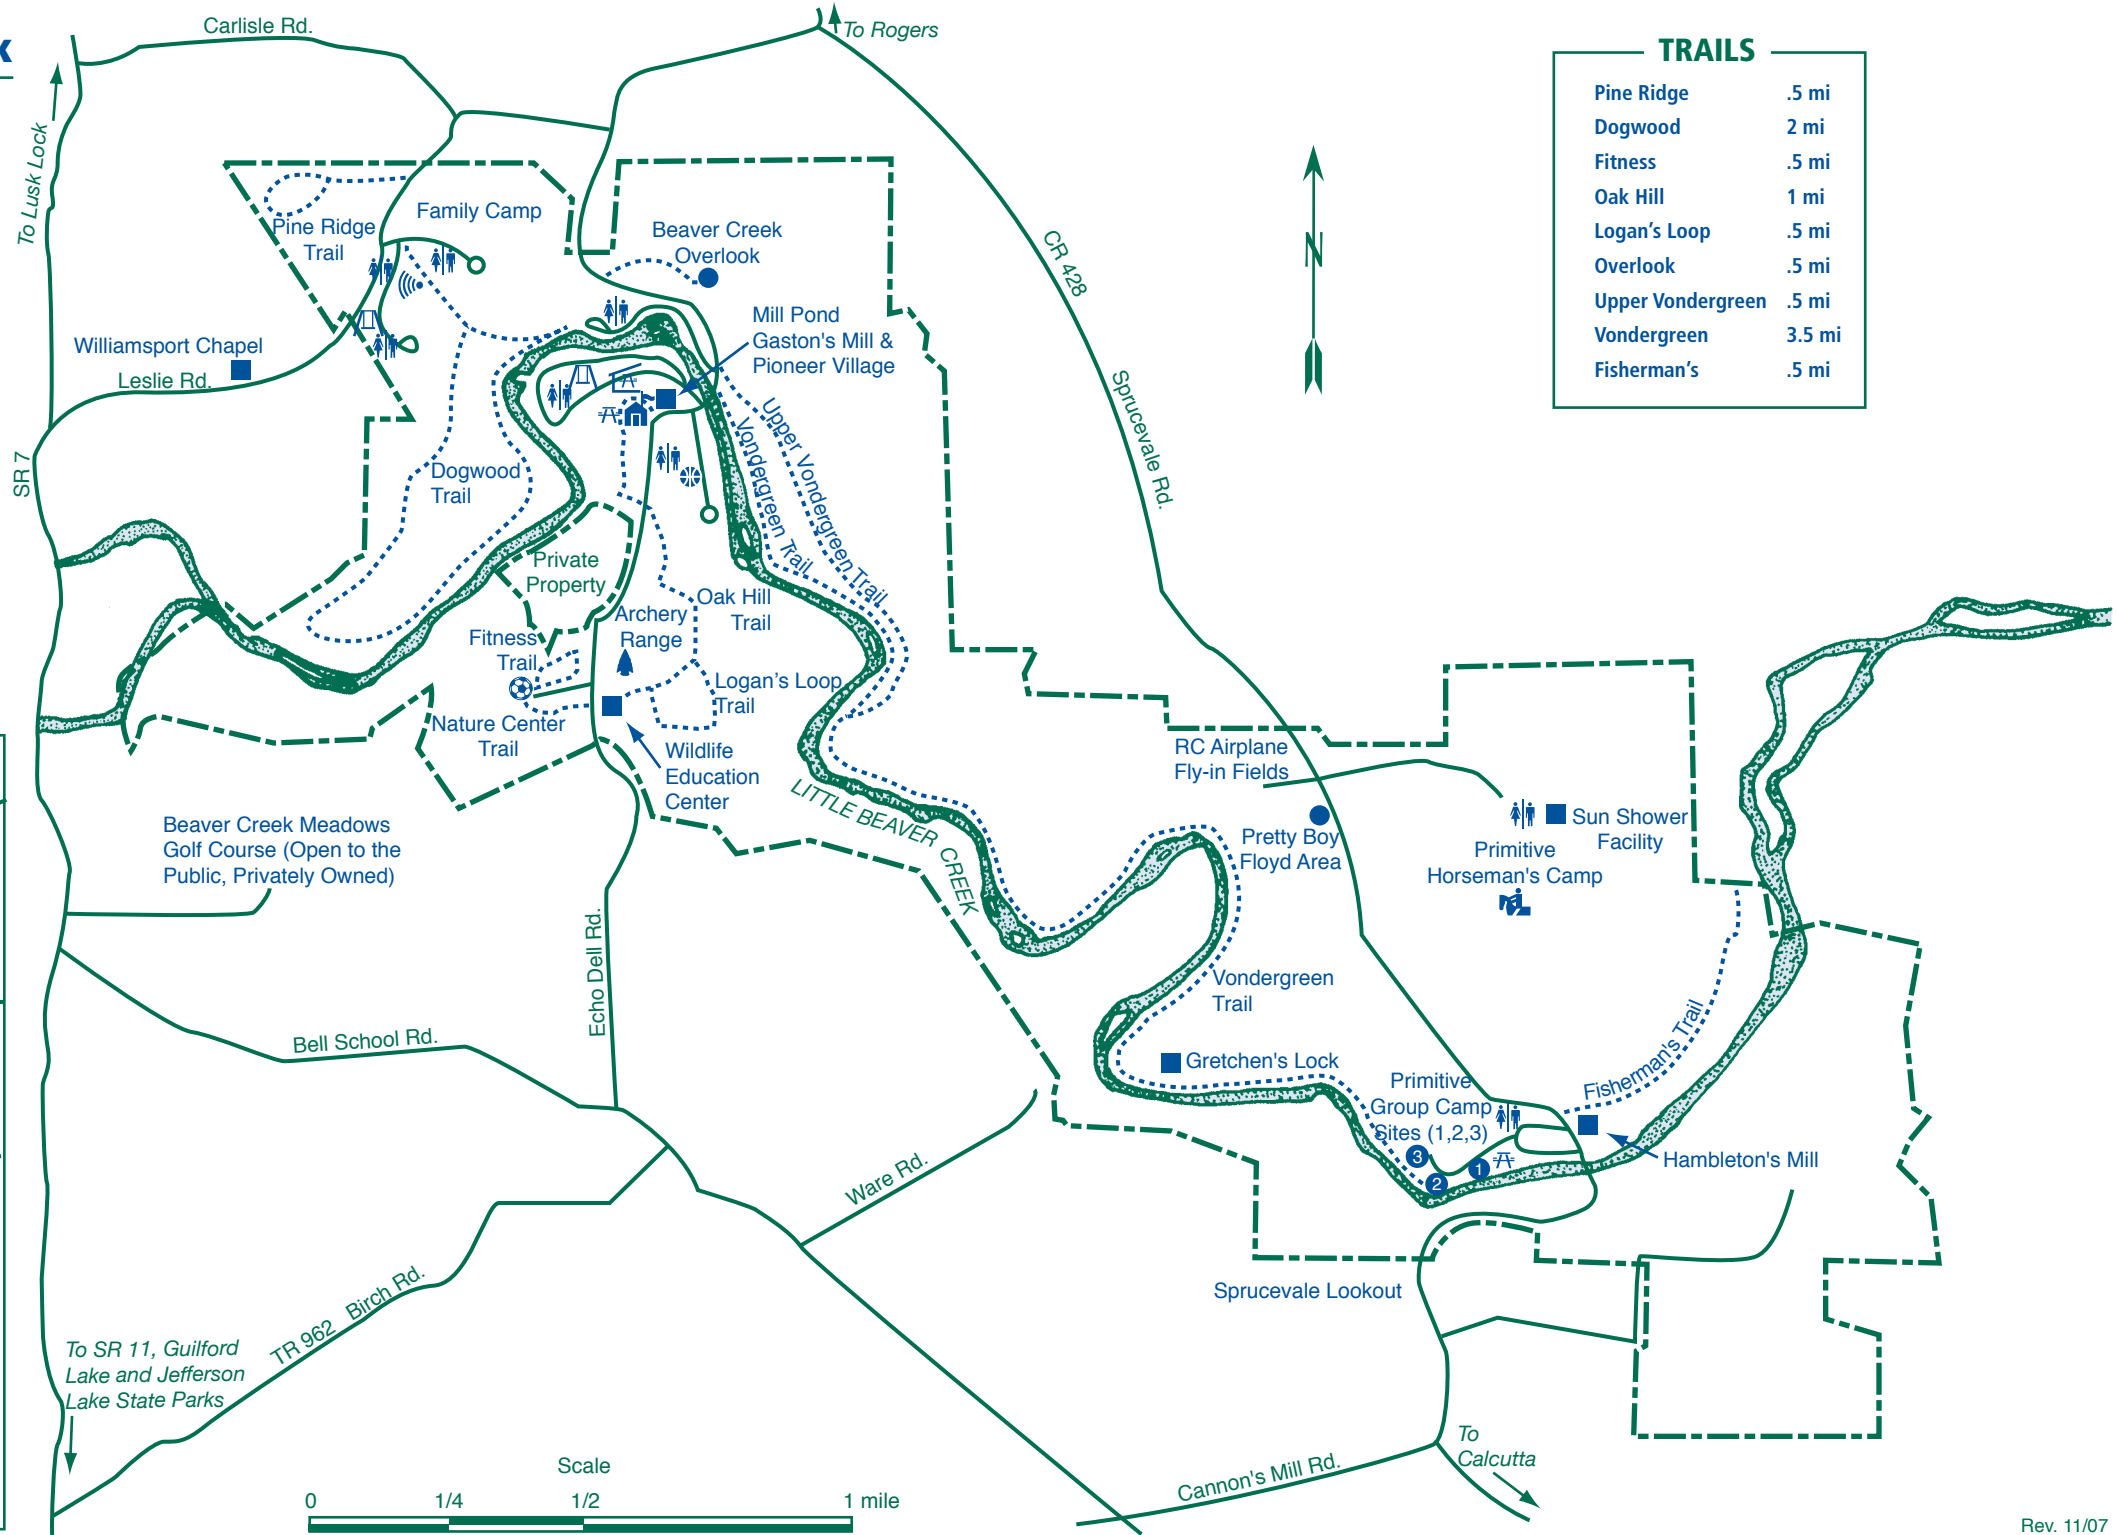 k
Carlisle Rd.
To Rogers
To Lusk Lock
TRAILS
Pine Ridge .5 mi
Dogwood 2 mi
Fitness .5 mi
Oak Hill 1 mi
Logan's Loop .5 mi
Overlook .5 mi
Upper Vondergreen .5 mi
Vondergreen 3.5 mi
Fisherman's .5 mi
Family Camp
Pine Ridge
Trail
Beaver Creek
Overlook
N
CR 428
Sprucevale Rd.
Mill Pond
Gaston's Mill &
Pioneer Village
Williamsport Chapel
Leslie Rd.
SR 7
Dogwood
Trail
Upper Vondergreen Trail
Vondergreen Trail
Private
Property
Oak Hill
Trail
Archery
Range
Fitness
Trail
Logan's Loop
Trail
Nature Center
Trail
Wildlife
Education
Center
LITTLE BEAVER CREEK
RC Airplane
Fly-in Fields
Pretty Boy
Floyd Area
Sun Shower
Facility
Primitive
Horseman's Camp
Beaver Creek Meadows
Golf Course (Open to the
Public, Privately Owned)
Echo Dell Rd.
Vondergreen
Trail
Bell School Rd.
Gretchen's Lock
Fisherman's Trail
Primitive
Group Camp
Sites (1,2,3)
3
2
1
Hambleton's Mill
Ware Rd.
Sprucevale Lookout
TR 962 Birch Rd.
To SR 11, Guilford
Lake and Jefferson
Lake State Parks
To
Calcutta
Cannon's Mill Rd.
Scale
0 1/4 1/2 1 mile
Rev. 11/07